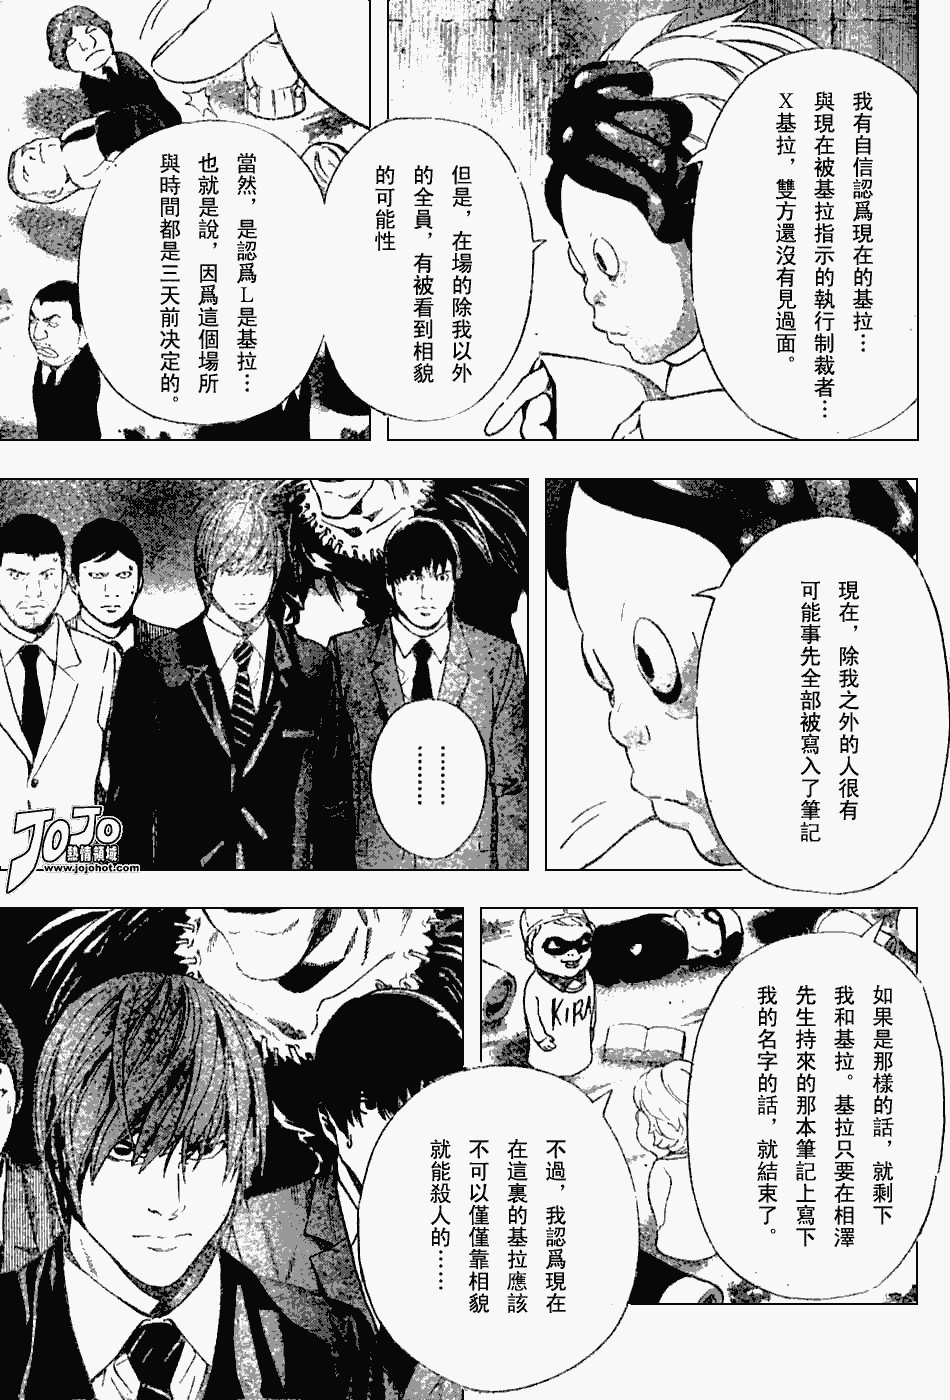 我有自信認爲現在的基拉…
與現在被基拉指示的執行制裁者…
X基拉，雙方還沒有見過面。
但是，在場的除我以外
的全員，有被看到相貌
的可能性
當然，是認爲L是基拉…
也就是說，因爲這個場所
與時間都是三天前決定的。
現在，除我之外的人很有
可能事先全部被寫入了筆記
………
………
如果是那樣的話，就剩下
我和基拉。基拉只要在相澤
先生持來的那本筆記上寫下
我的名字的話，就結束了。
KIRA
不過，我認爲現在
在這裏的基拉應該
不可以僅僅靠相貌
就能殺人的……
JOJO
熱情領域
www.jojohot.com